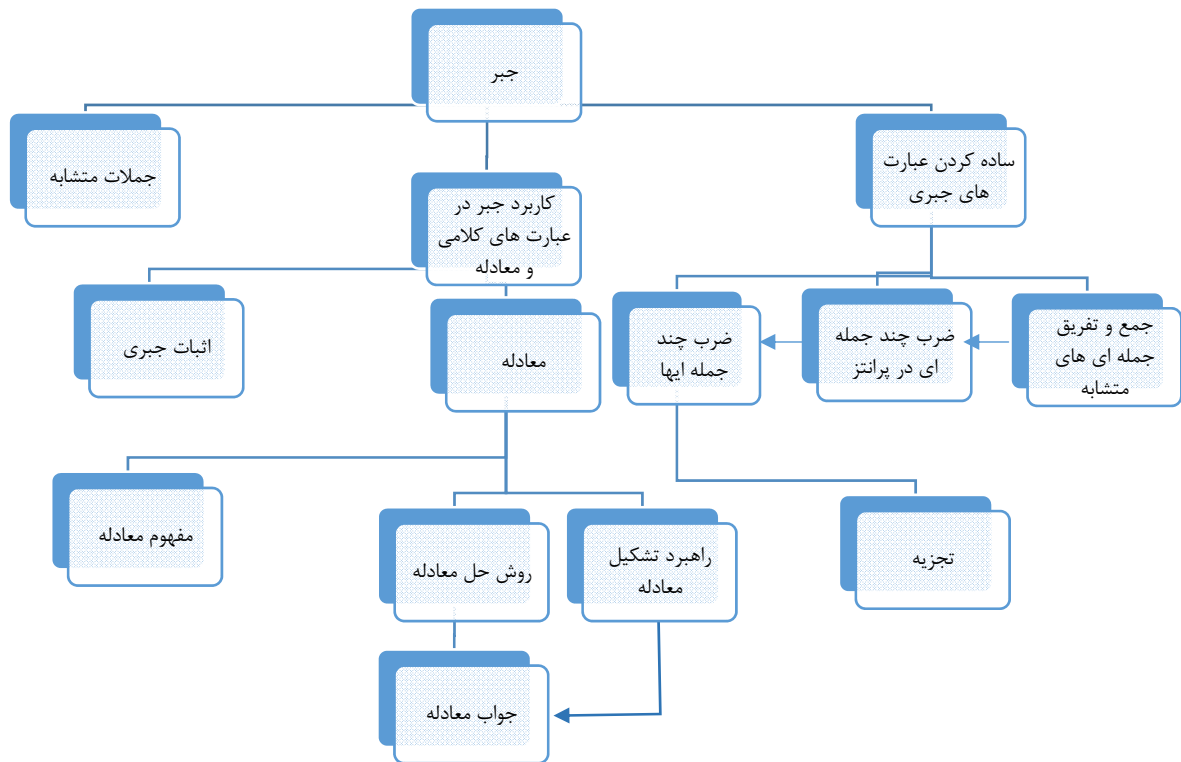 جبر
ساده کردن عبارت
های جبری
کاربرد جبر در
عبارت های کلامی
و معادله
جملات متشابه
جمع و تفریق
جمله ای های
متشابه
ضرب چند جمله
ای در پرانتز
ضرب چند
جمله ایها
معادله
اثبات جبری
تجزیه
راهبرد تشکیل
معادله
روش حل معادله
مفهوم معادله
جواب معادله